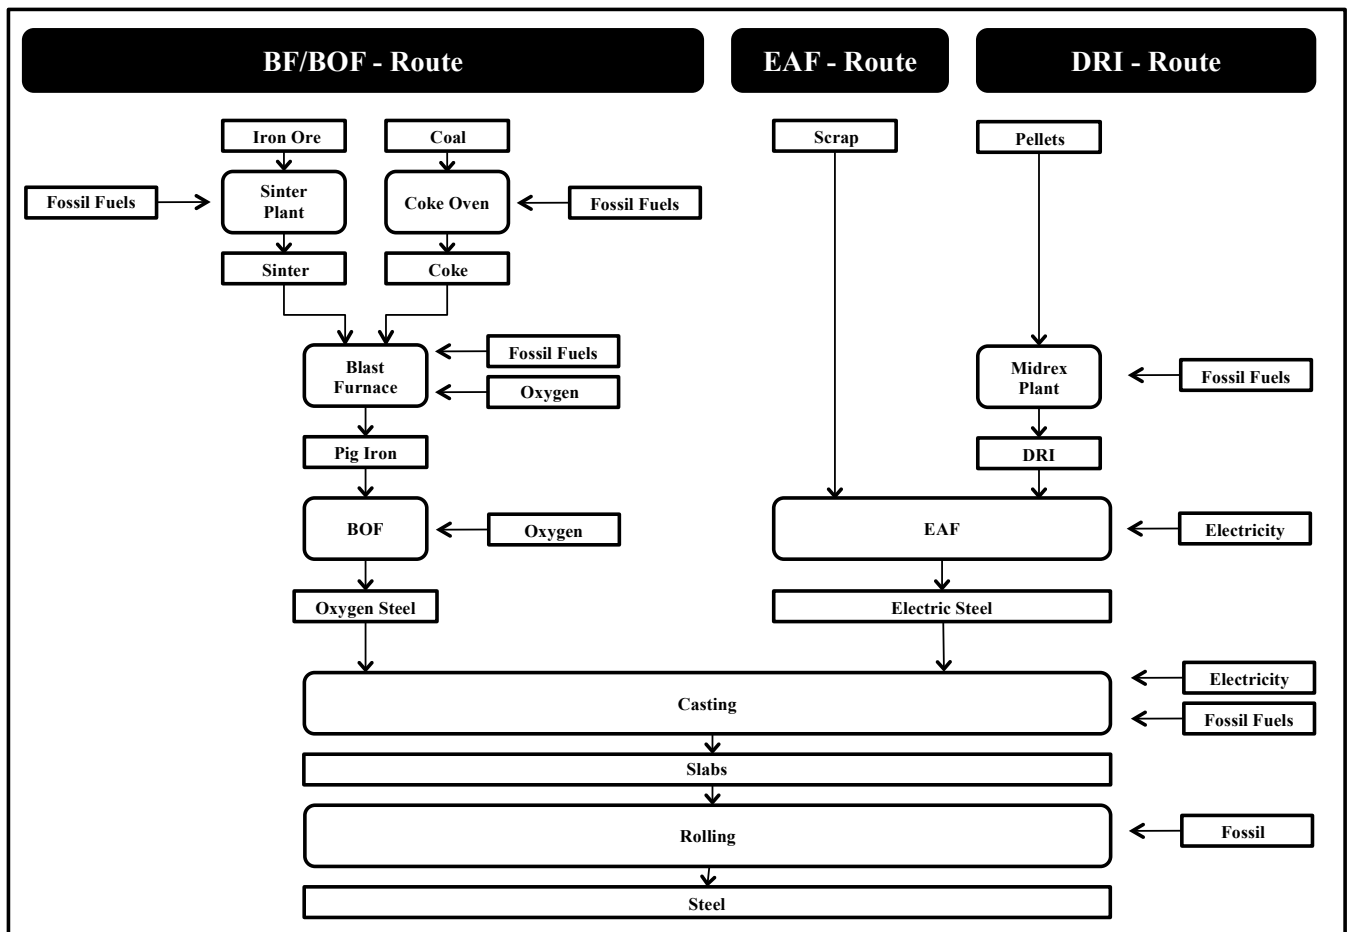 BF/BOF - Route
EAF - Route
DRI - Route
Iron Ore
Coal
Scrap
Pellets
Fossil Fuels
Sinter
Plant
Coke Oven
Fossil Fuels
Sinter
Coke
Blast
Furnace
Fossil Fuels
Oxygen
Midrex
Plant
Fossil Fuels
Pig Iron
DRI
BOF
Oxygen
EAF
Electricity
Oxygen Steel
Electric Steel
Casting
Electricity
Fossil Fuels
Slabs
Rolling
Fossil
Steel